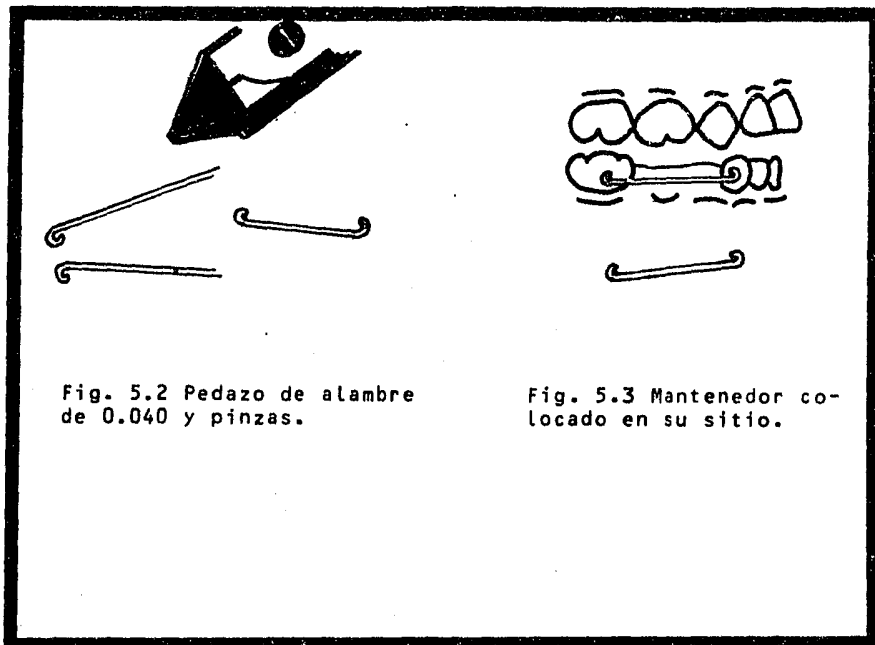 Fig. 5.2 Pedazo de alambre
de 0.040 y pinzas.
Fig. 5.3 Mantenedor co-
locado en su sitio.